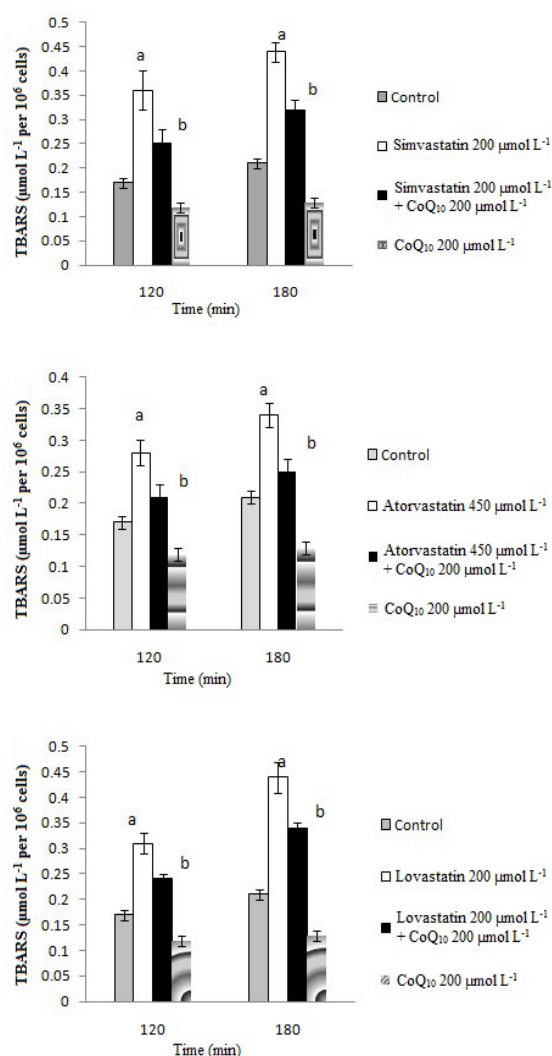 TBARS (µmol L⁻¹ per 10⁶ cells)
0.5
0.45
0.4
0.35
0.3
0.25
0.2
0.15
0.1
0.05
0
a
b
a
b
120
180
Time (min)
Control
Simvastatin 200 µmol L⁻¹
Simvastatin 200 µmol L⁻¹
+ CoQ₁₀ 200 µmol L⁻¹
CoQ₁₀ 200 µmol L⁻¹
TBARS (µmol L⁻¹ per 10⁶ cells)
0.4
0.35
0.3
0.25
0.2
0.15
0.1
0.05
0
a
b
a
b
120
180
Time (min)
Control
Atorvastatin 450 µmol L⁻¹
Atorvastatin 450 µmol L⁻¹
+ CoQ₁₀ 200 µmol L⁻¹
CoQ₁₀ 200 µmol L⁻¹
TBARS (µmol L⁻¹ per 10⁶ cells)
0.5
0.45
0.4
0.35
0.3
0.25
0.2
0.15
0.1
0.05
0
a
b
a
b
120
180
Time (min)
Control
Lovastatin 200 µmol L⁻¹
Lovastatin 200 µmol L⁻¹
+ CoQ₁₀ 200 µmol L⁻¹
CoQ₁₀ 200 µmol L⁻¹